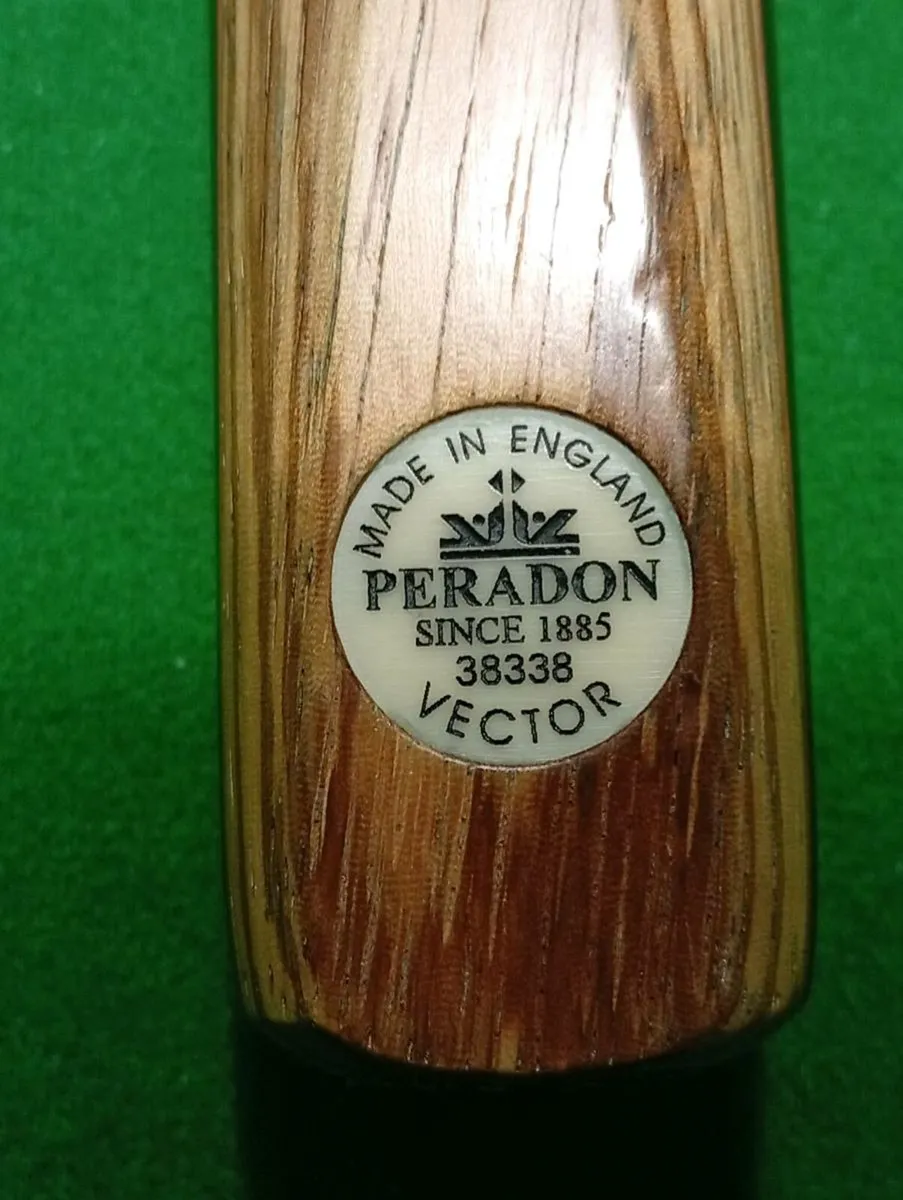 MADE IN ENGLAND
PERADON
SINCE 1885
38338
VECTOR